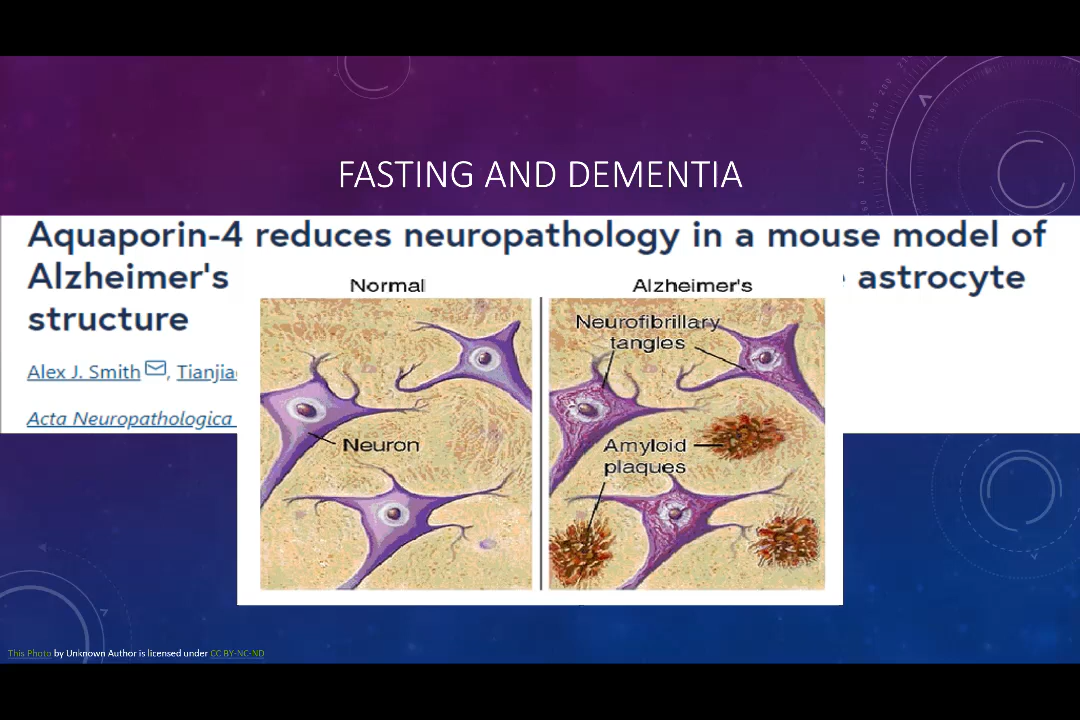 FASTING AND DEMENTIA
Aquaporin-4 reduces neuropathology in a mouse model of
Alzheimer's astrocyte
structure
Alex J. Smith,
Acta Neuropathologica
Normal
Alzheimer's
Neurofibrillary
tangles
Neuron
Amyloid
plaques
This Photo by Unknown Author is licensed under CC BY-NC-ND